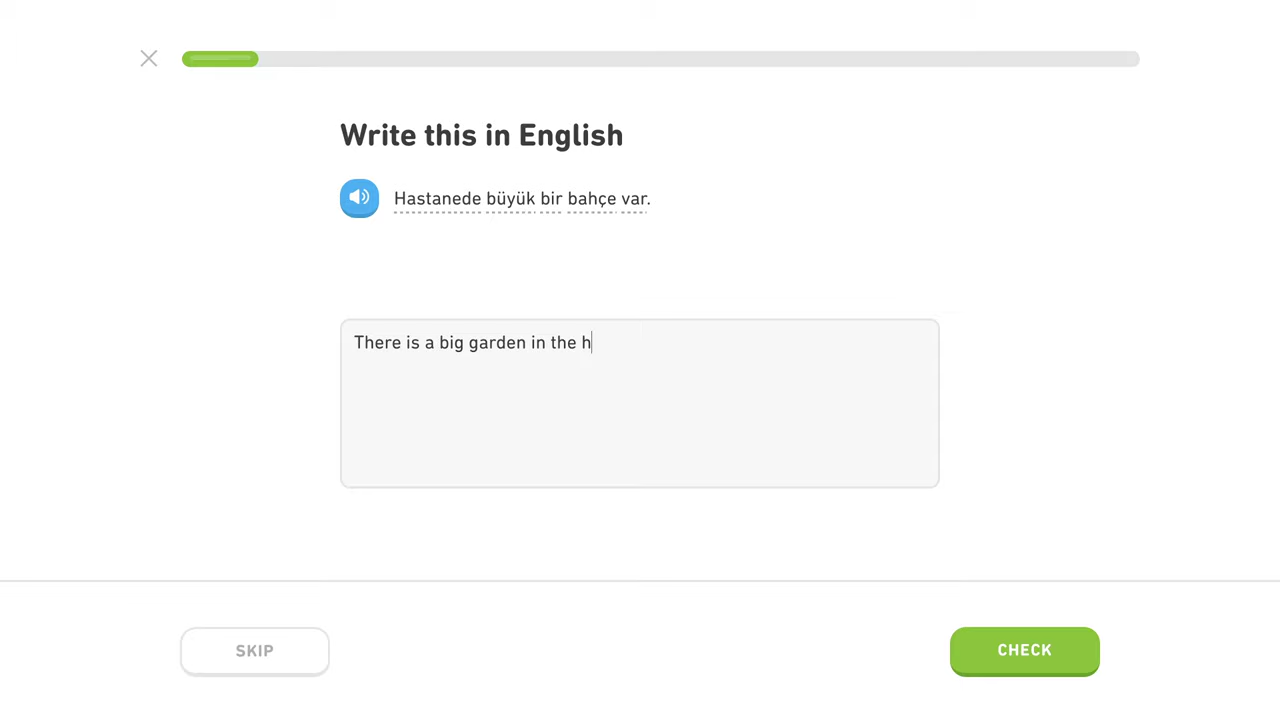 Write this in English
Hastanede büyük bir bahçe var.
There is a big garden in the h
SKIP
CHECK